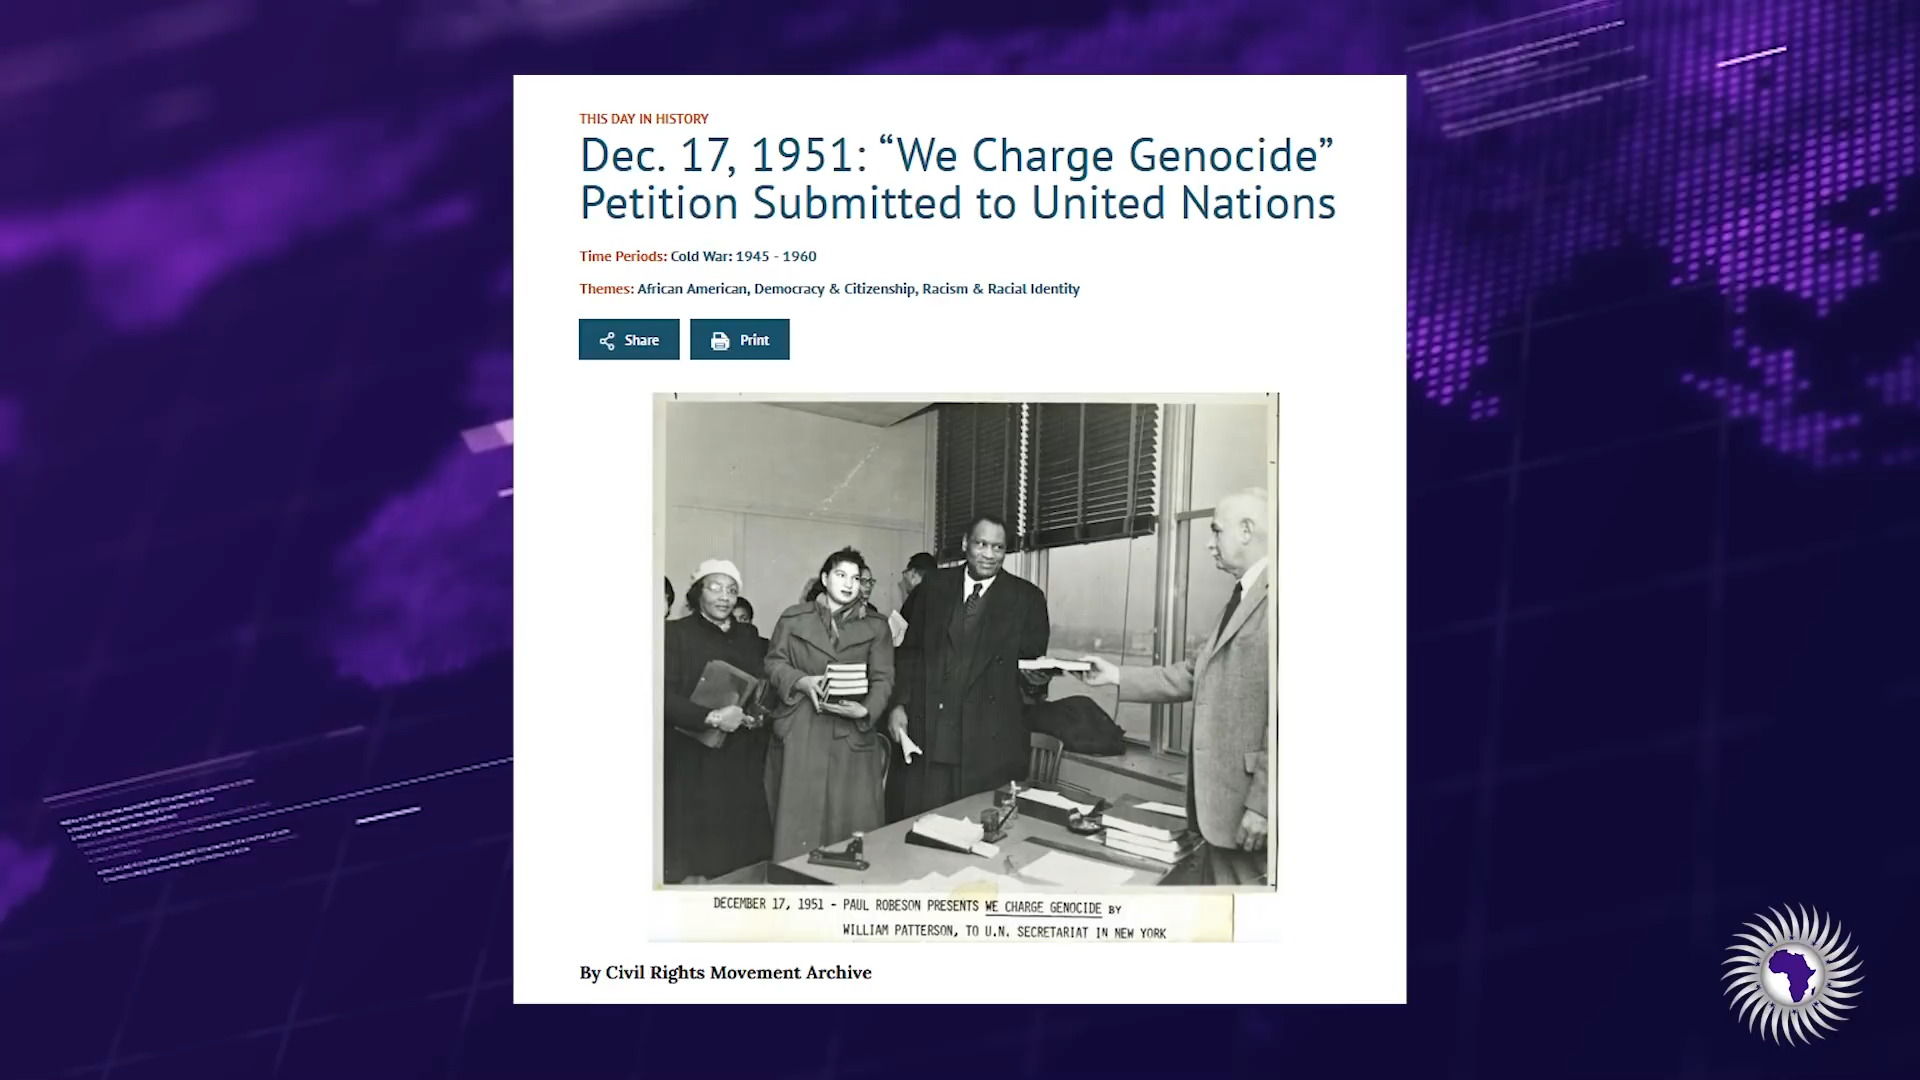 THIS DAY IN HISTORY
Dec. 17, 1951: “We Charge Genocide”
Petition Submitted to United Nations
Time Periods: Cold War: 1945 - 1960
Themes: African American, Democracy & Citizenship, Racism & Racial Identity
Share
Print
DECEMBER 17, 1951 - PAUL ROBESON PRESENTS WE CHARGE GENOCIDE BY
WILLIAM PATTERSON, TO U.N. SECRETARIAT IN NEW YORK
By Civil Rights Movement Archive